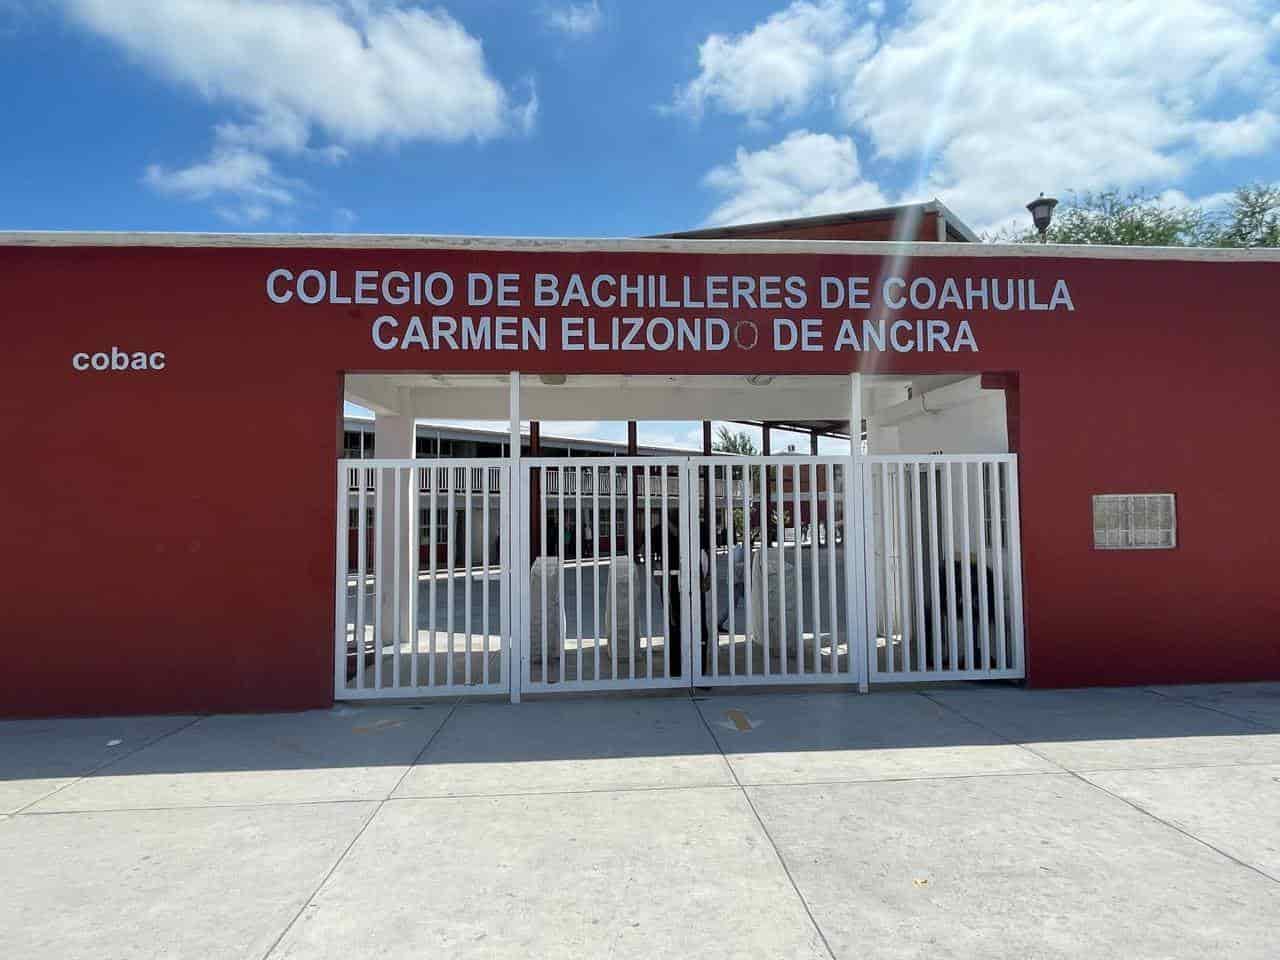 COLEGIO DE BACHILLERES DE COAHUILA
CARMEN ELIZONDO DE ANCIRA
cobac